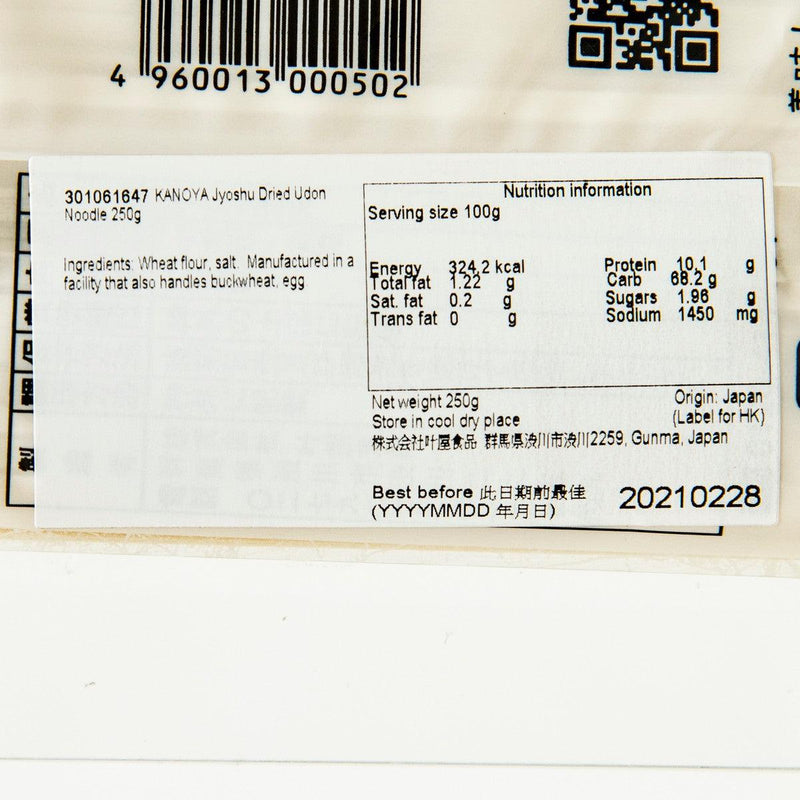 4 960013 000502
301061647 KANOYA Jyoshu Dried Udon
Noodle 250g
Ingredients: Wheat flour, salt. Manufactured in a
facility that also handles buckwheat, egg
Nutrition information
Serving size 100g
Energy 324.2 kcal Protein 10.1 g
Total fat 1.22 g Carb 68.2 g
Sat. fat 0.2 g Sugars 1.96 g
Trans fat 0 g Sodium 1450 mg
Net weight 250g Origin: Japan
Store in cool dry place (Label for HK)
株式会社叶屋食品 群馬県渋川市渋川2259, Gunma, Japan
Best before 此日期前最佳 20210228
(YYYYMMDD 年月日)